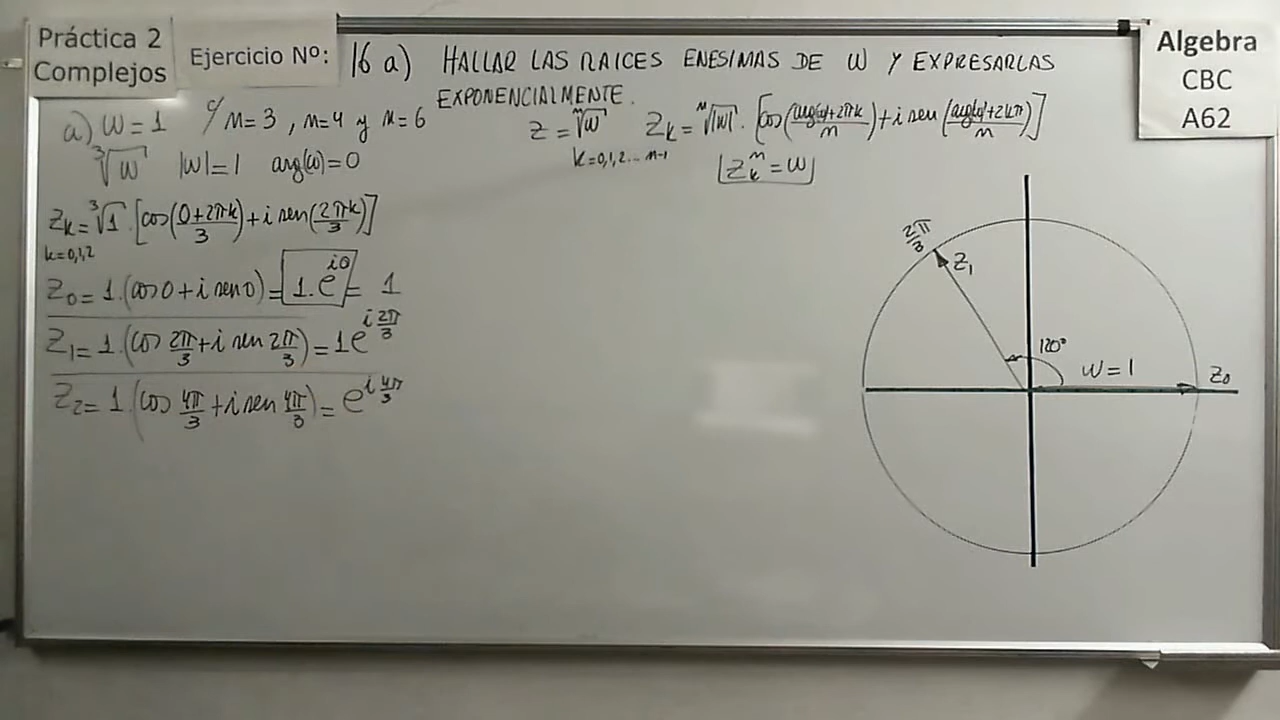 Práctica 2
Complejos
Ejercicio Nº: 16 a) HALLAR LAS RAICES ENESIMAS DE W Y EXPRESARLAS
EXPONENCIALMENTE.
Algebra
CBC
A62
a) W = 1 c/ n=3, n=4 y n=6
z = ⁿ√w  Z_k = ⁿ√|w| · [cos((arg(w)+2πk)/n) + i sen((arg(w)+2kπ)/n)]
k=0,1,2...n-1
Z_k^n = w
³√w |w|=1 arg(w)=0
Z_k = ³√1 · [cos((0+2πk)/3) + i sen(2πk/3)]
k=0,1,2
Z_0 = 1·(cos 0 + i sen 0) = 1·e^{i0} = 1
Z_1 = 1·(cos 2π/3 + i sen 2π/3) = 1e^{i 2π/3}
Z_2 = 1·(cos 4π/3 + i sen 4π/3) = e^{i 4π/3}
2π/3
Z_1
120°
W=1
Z_0